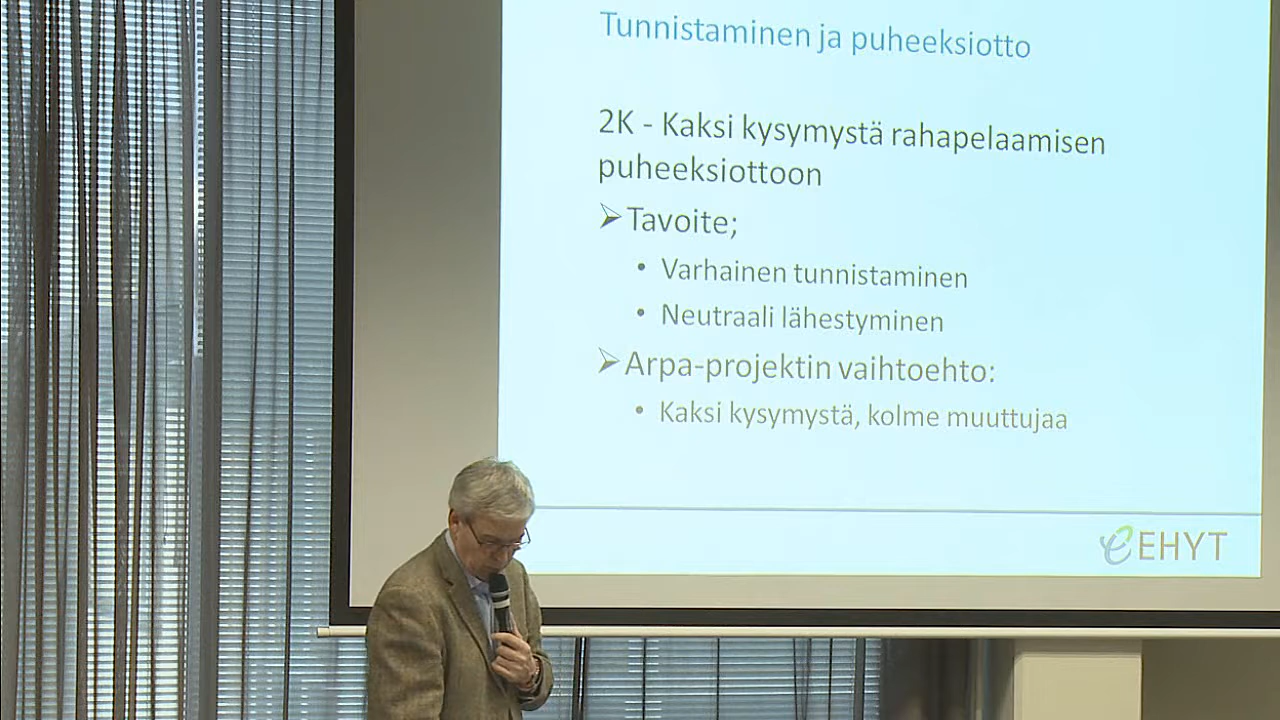 Tunnistaminen ja puheeksiotto
2K - Kaksi kysymystä rahapelaamisen
puheeksiottoon
Tavoite;
Varhainen tunnistaminen
Neutraali lähestyminen
Arpa-projektin vaihtoehto:
Kaksi kysymystä, kolme muuttujaa
EHYT